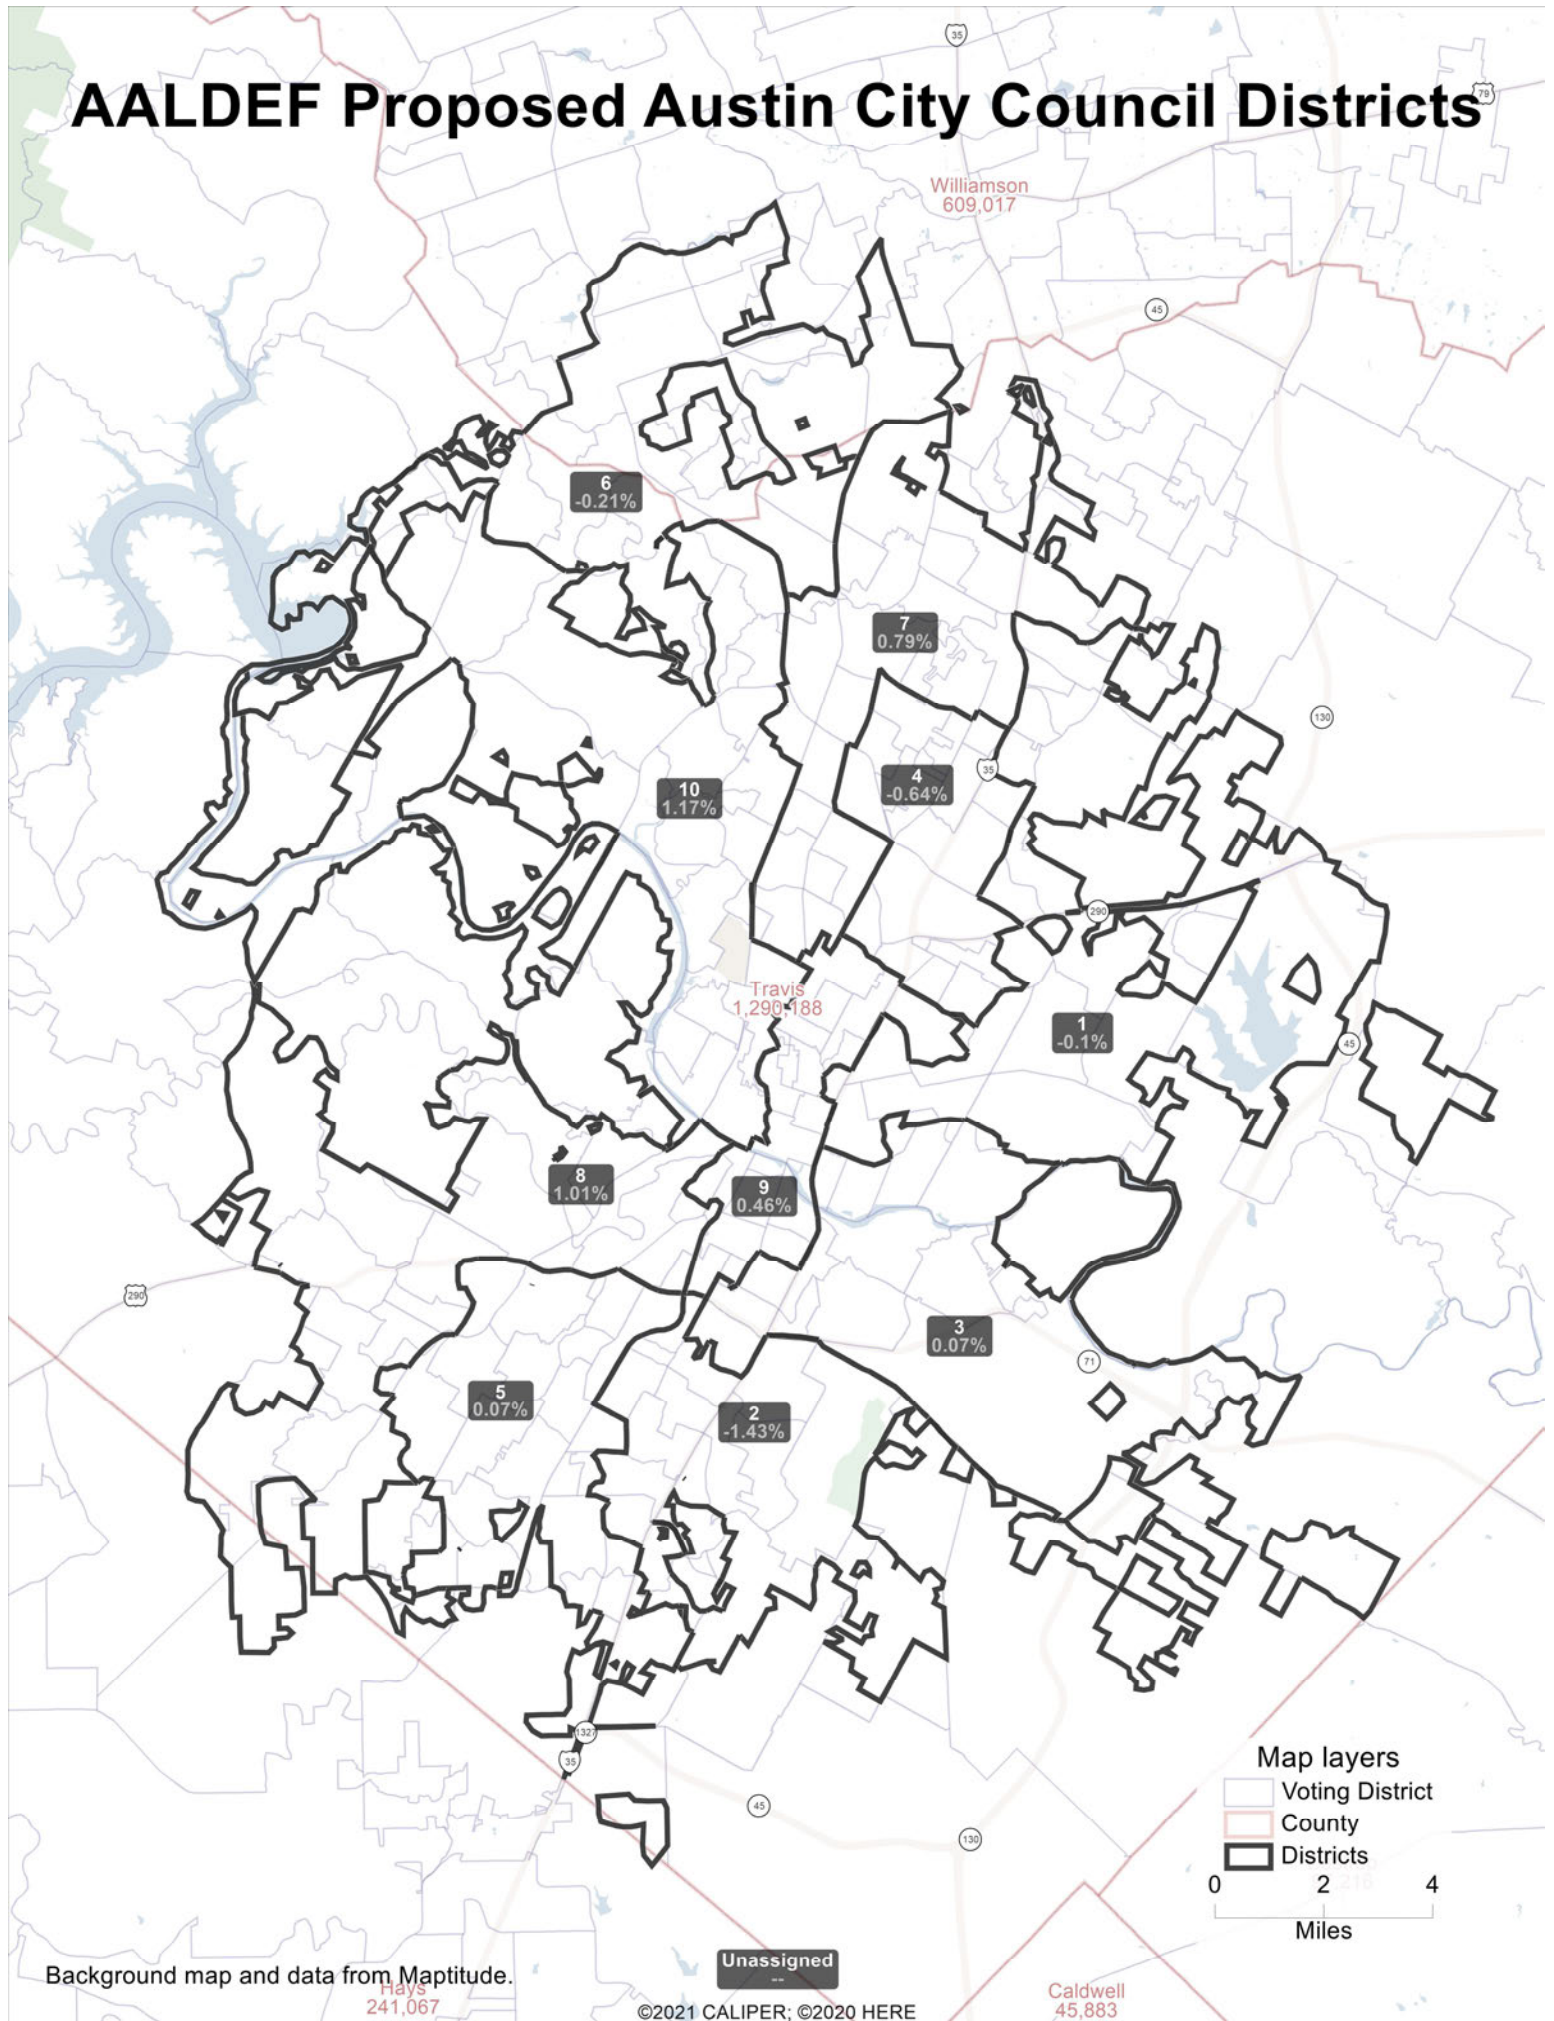 35
79
AALDEF Proposed Austin City Council Districts
Williamson
609,017
45
6
-0.21%
7
0.79%
130
35
4
-0.64%
10
1.17%
290
Travis
1,290,188
1
-0.1%
45
8
1.01%
9
0.46%
290
3
0.07%
71
5
0.07%
2
-1.43%
1327
35
45
130
Map layers
Voting District
County
Districts
0 2 4
Miles
Unassigned
--
Background map and data from Maptitude.
Hays
241,067
Caldwell
45,883
©2021 CALIPER; ©2020 HERE